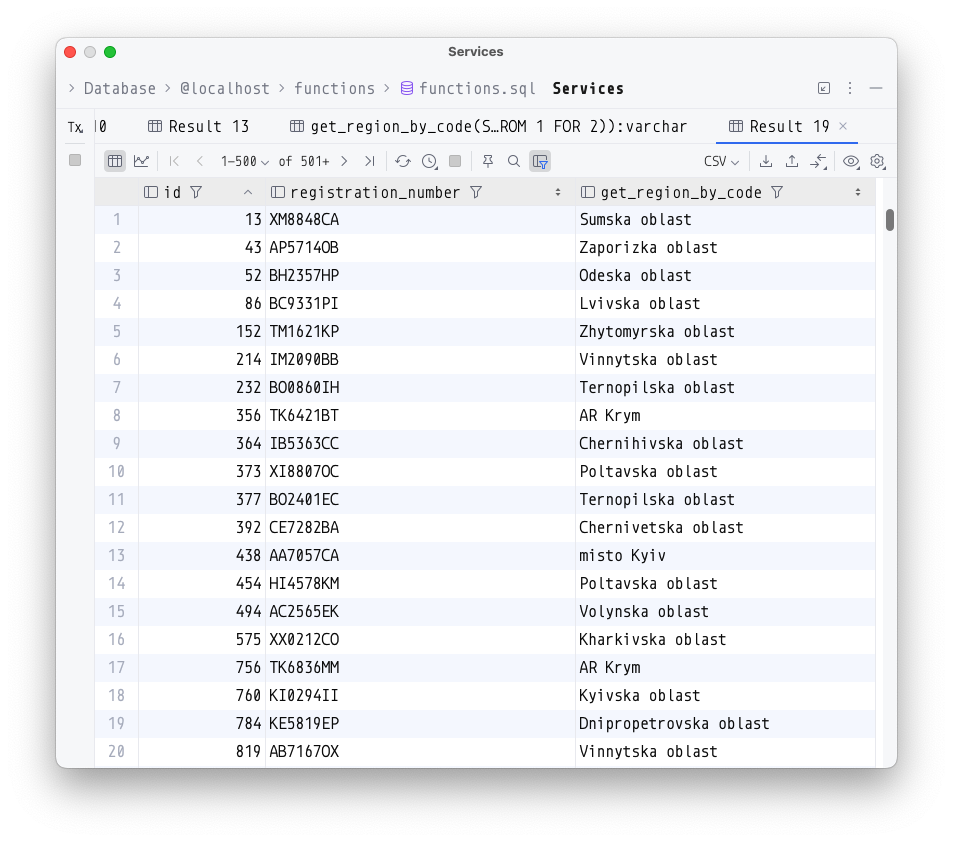 Services
Database @localhost functions functions.sql Services
Tx 10 Result 13 get_region_by_code(S…ROM 1 FOR 2)):varchar Result 19
1–500 of 501+ CSV
id registration_number get_region_by_code
1 13 XM8848CA Sumska oblast
2 43 AP5714OB Zaporizka oblast
3 52 BH2357HP Odeska oblast
4 86 BC9331PI Lvivska oblast
5 152 TM1621KP Zhytomyrska oblast
6 214 IM2090BB Vinnytska oblast
7 232 BO0860IH Ternopilska oblast
8 356 TK6421BT AR Krym
9 364 IB5363CC Chernihivska oblast
10 373 XI8807OC Poltavska oblast
11 377 BO2401EC Ternopilska oblast
12 392 CE7282BA Chernivetska oblast
13 438 AA7057CA misto Kyiv
14 454 HI4578KM Poltavska oblast
15 494 AC2565EK Volynska oblast
16 575 XX0212CO Kharkivska oblast
17 756 TK6836MM AR Krym
18 760 KI0294II Kyivska oblast
19 784 KE5819EP Dnipropetrovska oblast
20 819 AB7167OX Vinnytska oblast